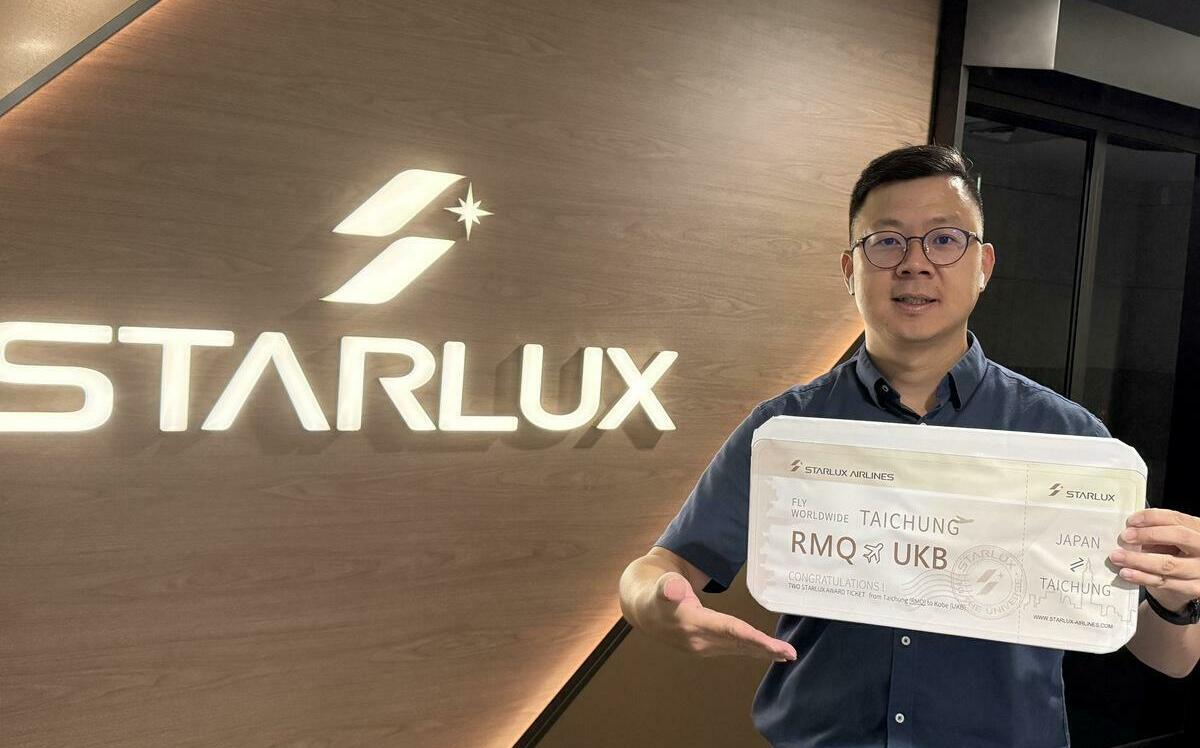 STARLUX
STARLUX AIRLINES
FLY
WORLDWIDE TAICHUNG
RMQ UKB
CONGRATULATIONS !
TWO STARLUX AWARD TICKET from Taichung (RMQ) to Kobe (UKB)
STARLUX
STARLUX
JAPAN
TAICHUNG
WWW.STARLUX-AIRLINES.COM